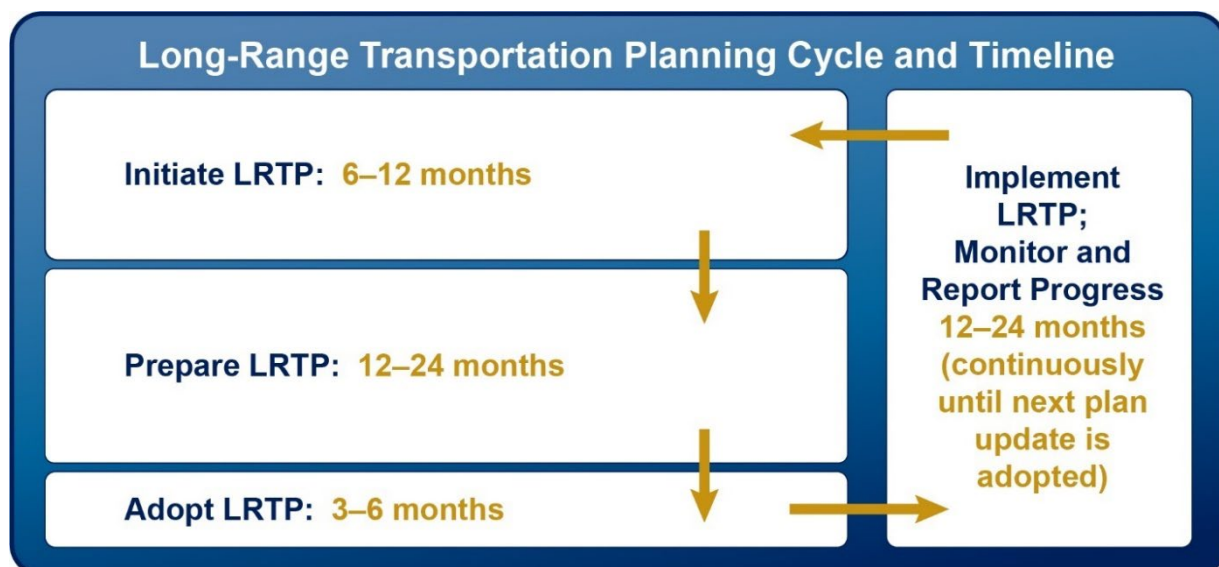 Long-Range Transportation Planning Cycle and Timeline
Initiate LRTP: 6–12 months
Prepare LRTP: 12–24 months
Adopt LRTP: 3–6 months
Implement
LRTP;
Monitor and
Report Progress
12–24 months
(continuously
until next plan
update is
adopted)